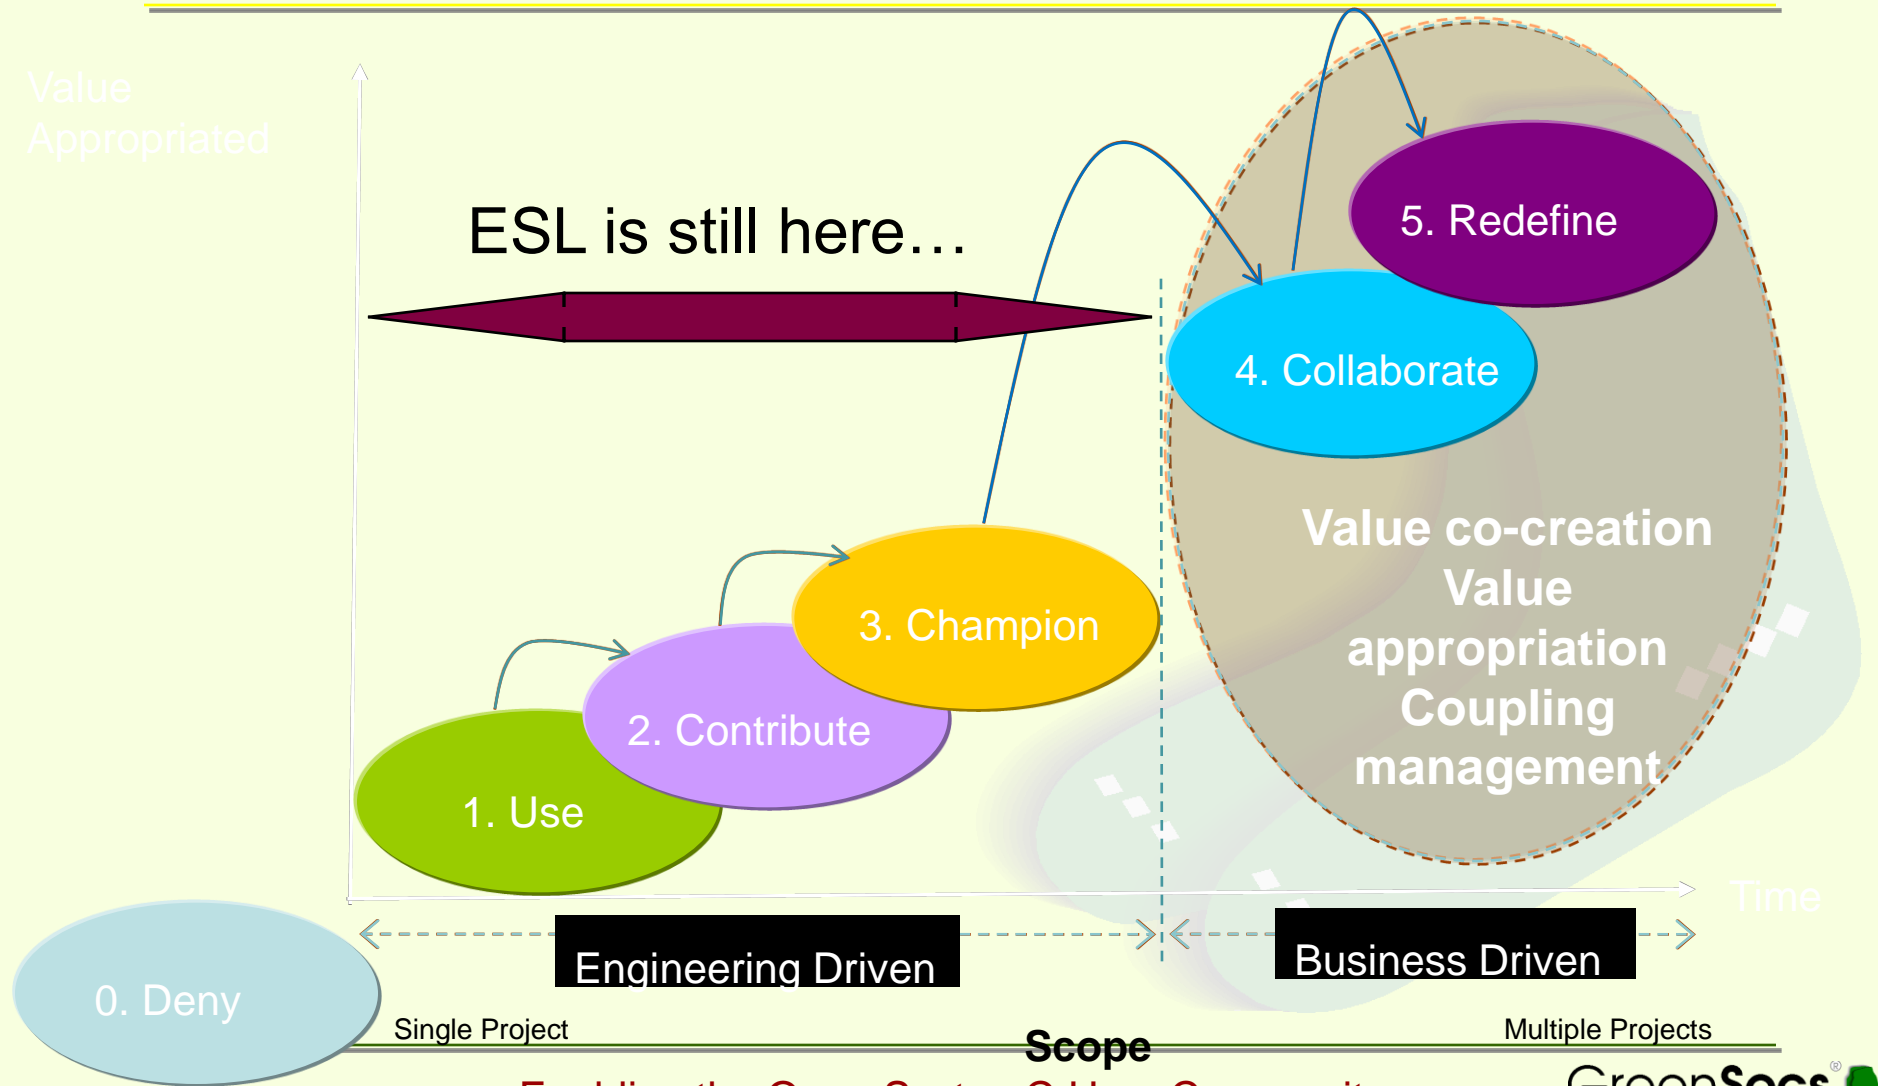 Value
Appropriated
ESL is still here…
5. Redefine
4. Collaborate
Value co-creation
Value
appropriation
Coupling
management
3. Champion
2. Contribute
1. Use
Time
Engineering Driven
Business Driven
0. Deny
Single Project
Scope
Multiple Projects
GreenSocs®